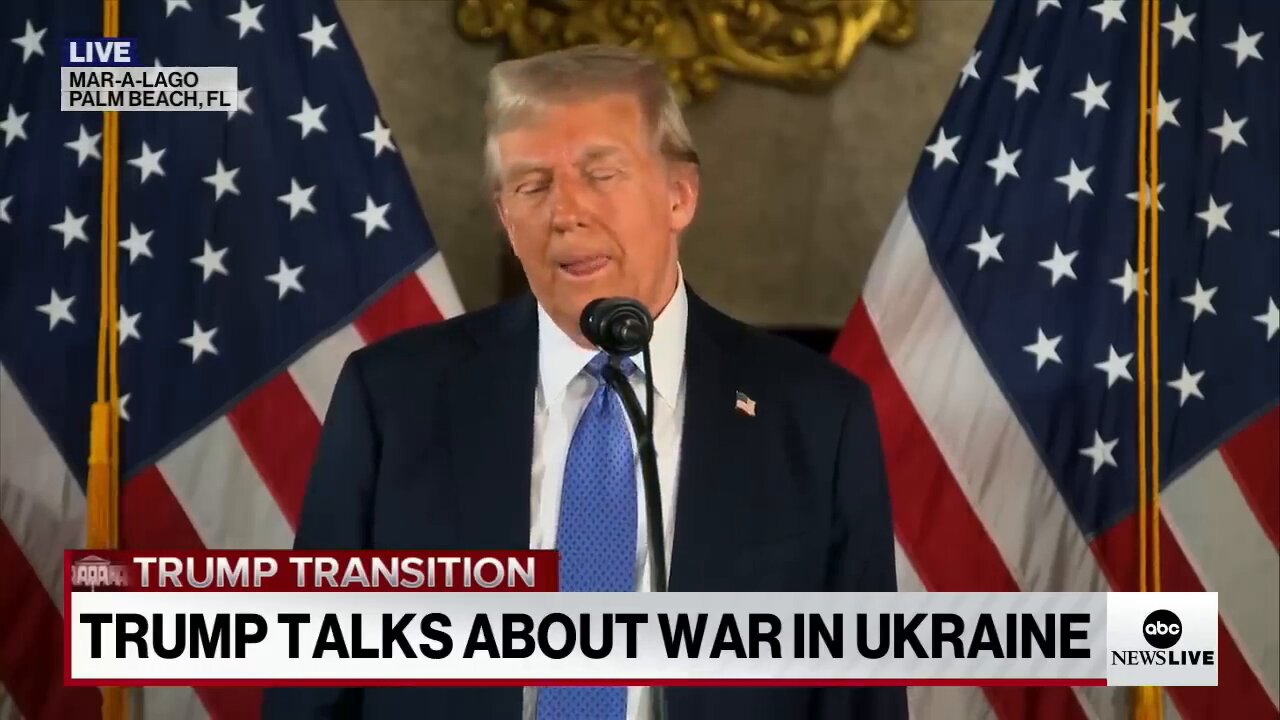 LIVE
MAR-A-LAGO
PALM BEACH, FL
TRUMP TRANSITION
TRUMP TALKS ABOUT WAR IN UKRAINE
abc
NEWS LIVE